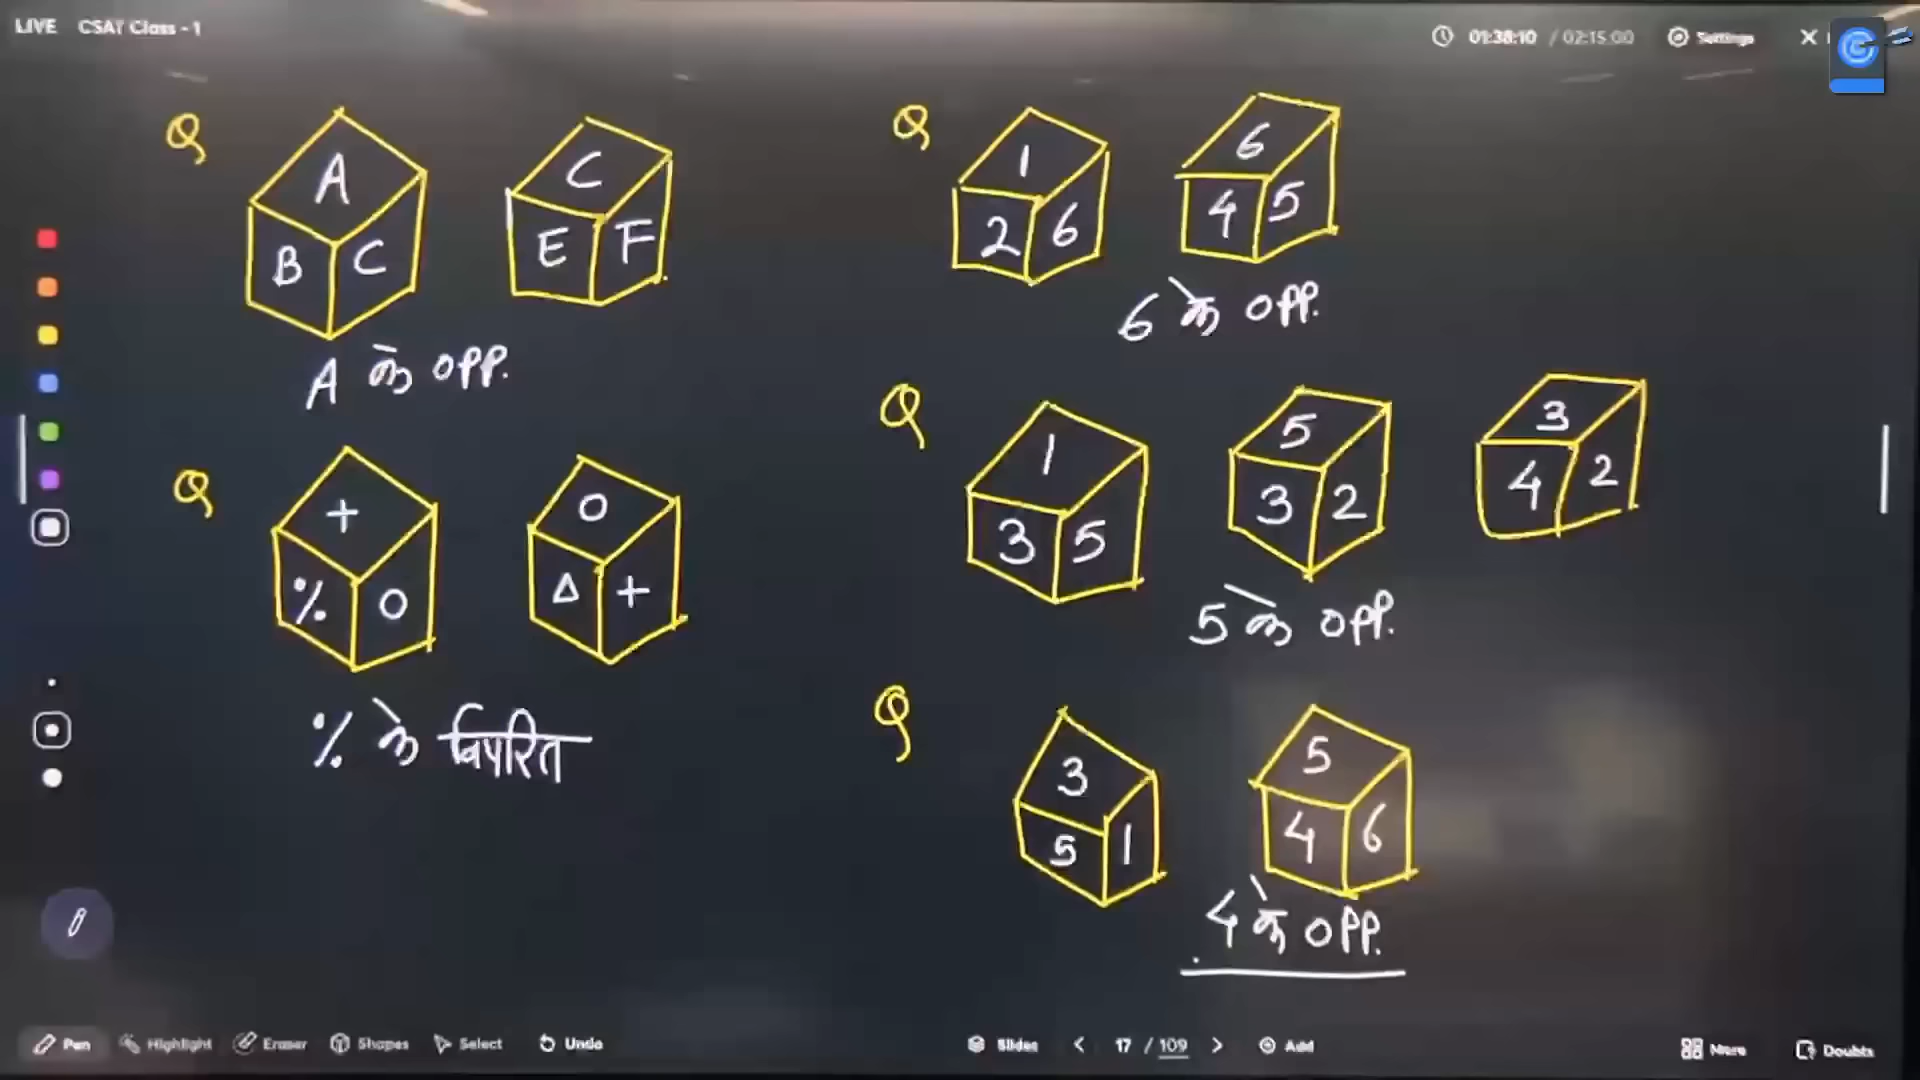 LIVE CSAT Class - 1
01:38:10 / 02:15:00 Settings
Q
A
B C
C
E F
A के opp.
Q
+
% O
O
Δ +
% के विपरित
Q
1
2 6
6
4 5
6 के opp.
Q
1
3 5
5
3 2
3
4 2
5 के opp.
Q
3
5 1
5
4 6
4 के opp.
Pen Highlight Eraser Shapes Select Undo Slides < 17 / 109 > Add More Doubts